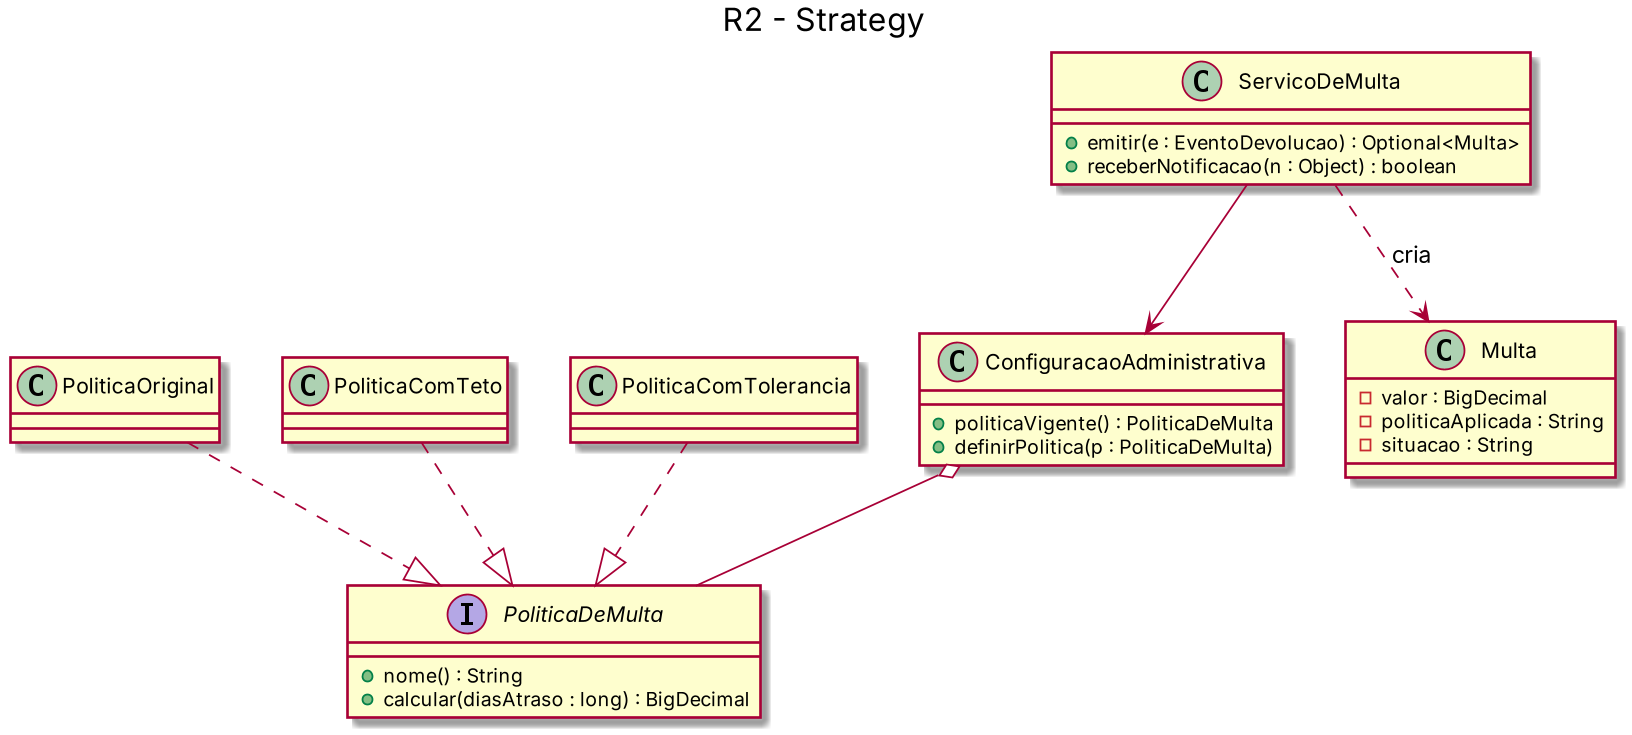 R2 - Strategy
C ServicoDeMulta
emitir(e : EventoDevolucao) : Optional<Multa>
receberNotificacao(n : Object) : boolean
cria
C PoliticaOriginal
C PoliticaComTeto
C PoliticaComTolerancia
C ConfiguracaoAdministrativa
politicaVigente() : PoliticaDeMulta
definirPolitica(p : PoliticaDeMulta)
C Multa
valor : BigDecimal
politicaAplicada : String
situacao : String
I PoliticaDeMulta
nome() : String
calcular(diasAtraso : long) : BigDecimal